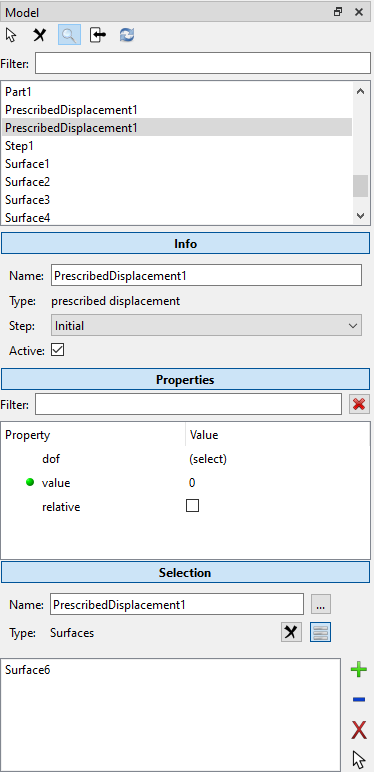 Model
Filter:
Part1
PrescribedDisplacement1
PrescribedDisplacement1
Step1
Surface1
Surface2
Surface3
Surface4
Info
Name: PrescribedDisplacement1
Type: prescribed displacement
Step: Initial
Active:
Properties
Filter:
Property Value
dof (select)
value 0
relative
Selection
Name: PrescribedDisplacement1 ...
Type: Surfaces
Surface6